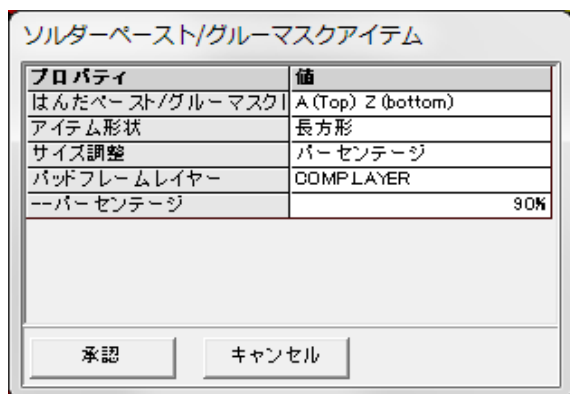 ソルダーペースト/グルーマスクアイテム
プロパティ 値
はんだペースト/グルーマスクI A (Top) Z (bottom)
アイテム形状 長方形
サイズ調整 パーセンテージ
パッドフレームレイヤー COMP LAYER
--パーセンテージ 90%
承認 キャンセル